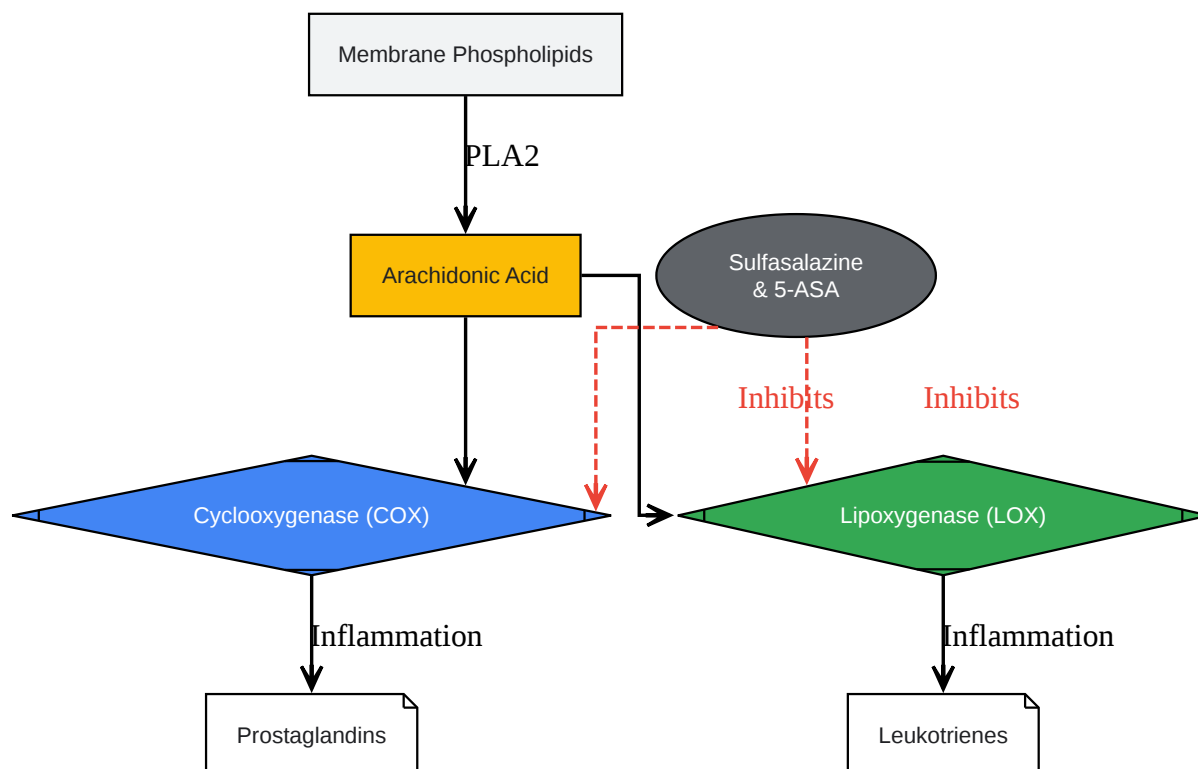 Membrane Phospholipids
PLA2
Arachidonic Acid
Sulfasalazine
& 5-ASA
Inhibits
Inhibits
Cyclooxygenase (COX)
Lipoxygenase (LOX)
Inflammation
Inflammation
Prostaglandins
Leukotrienes